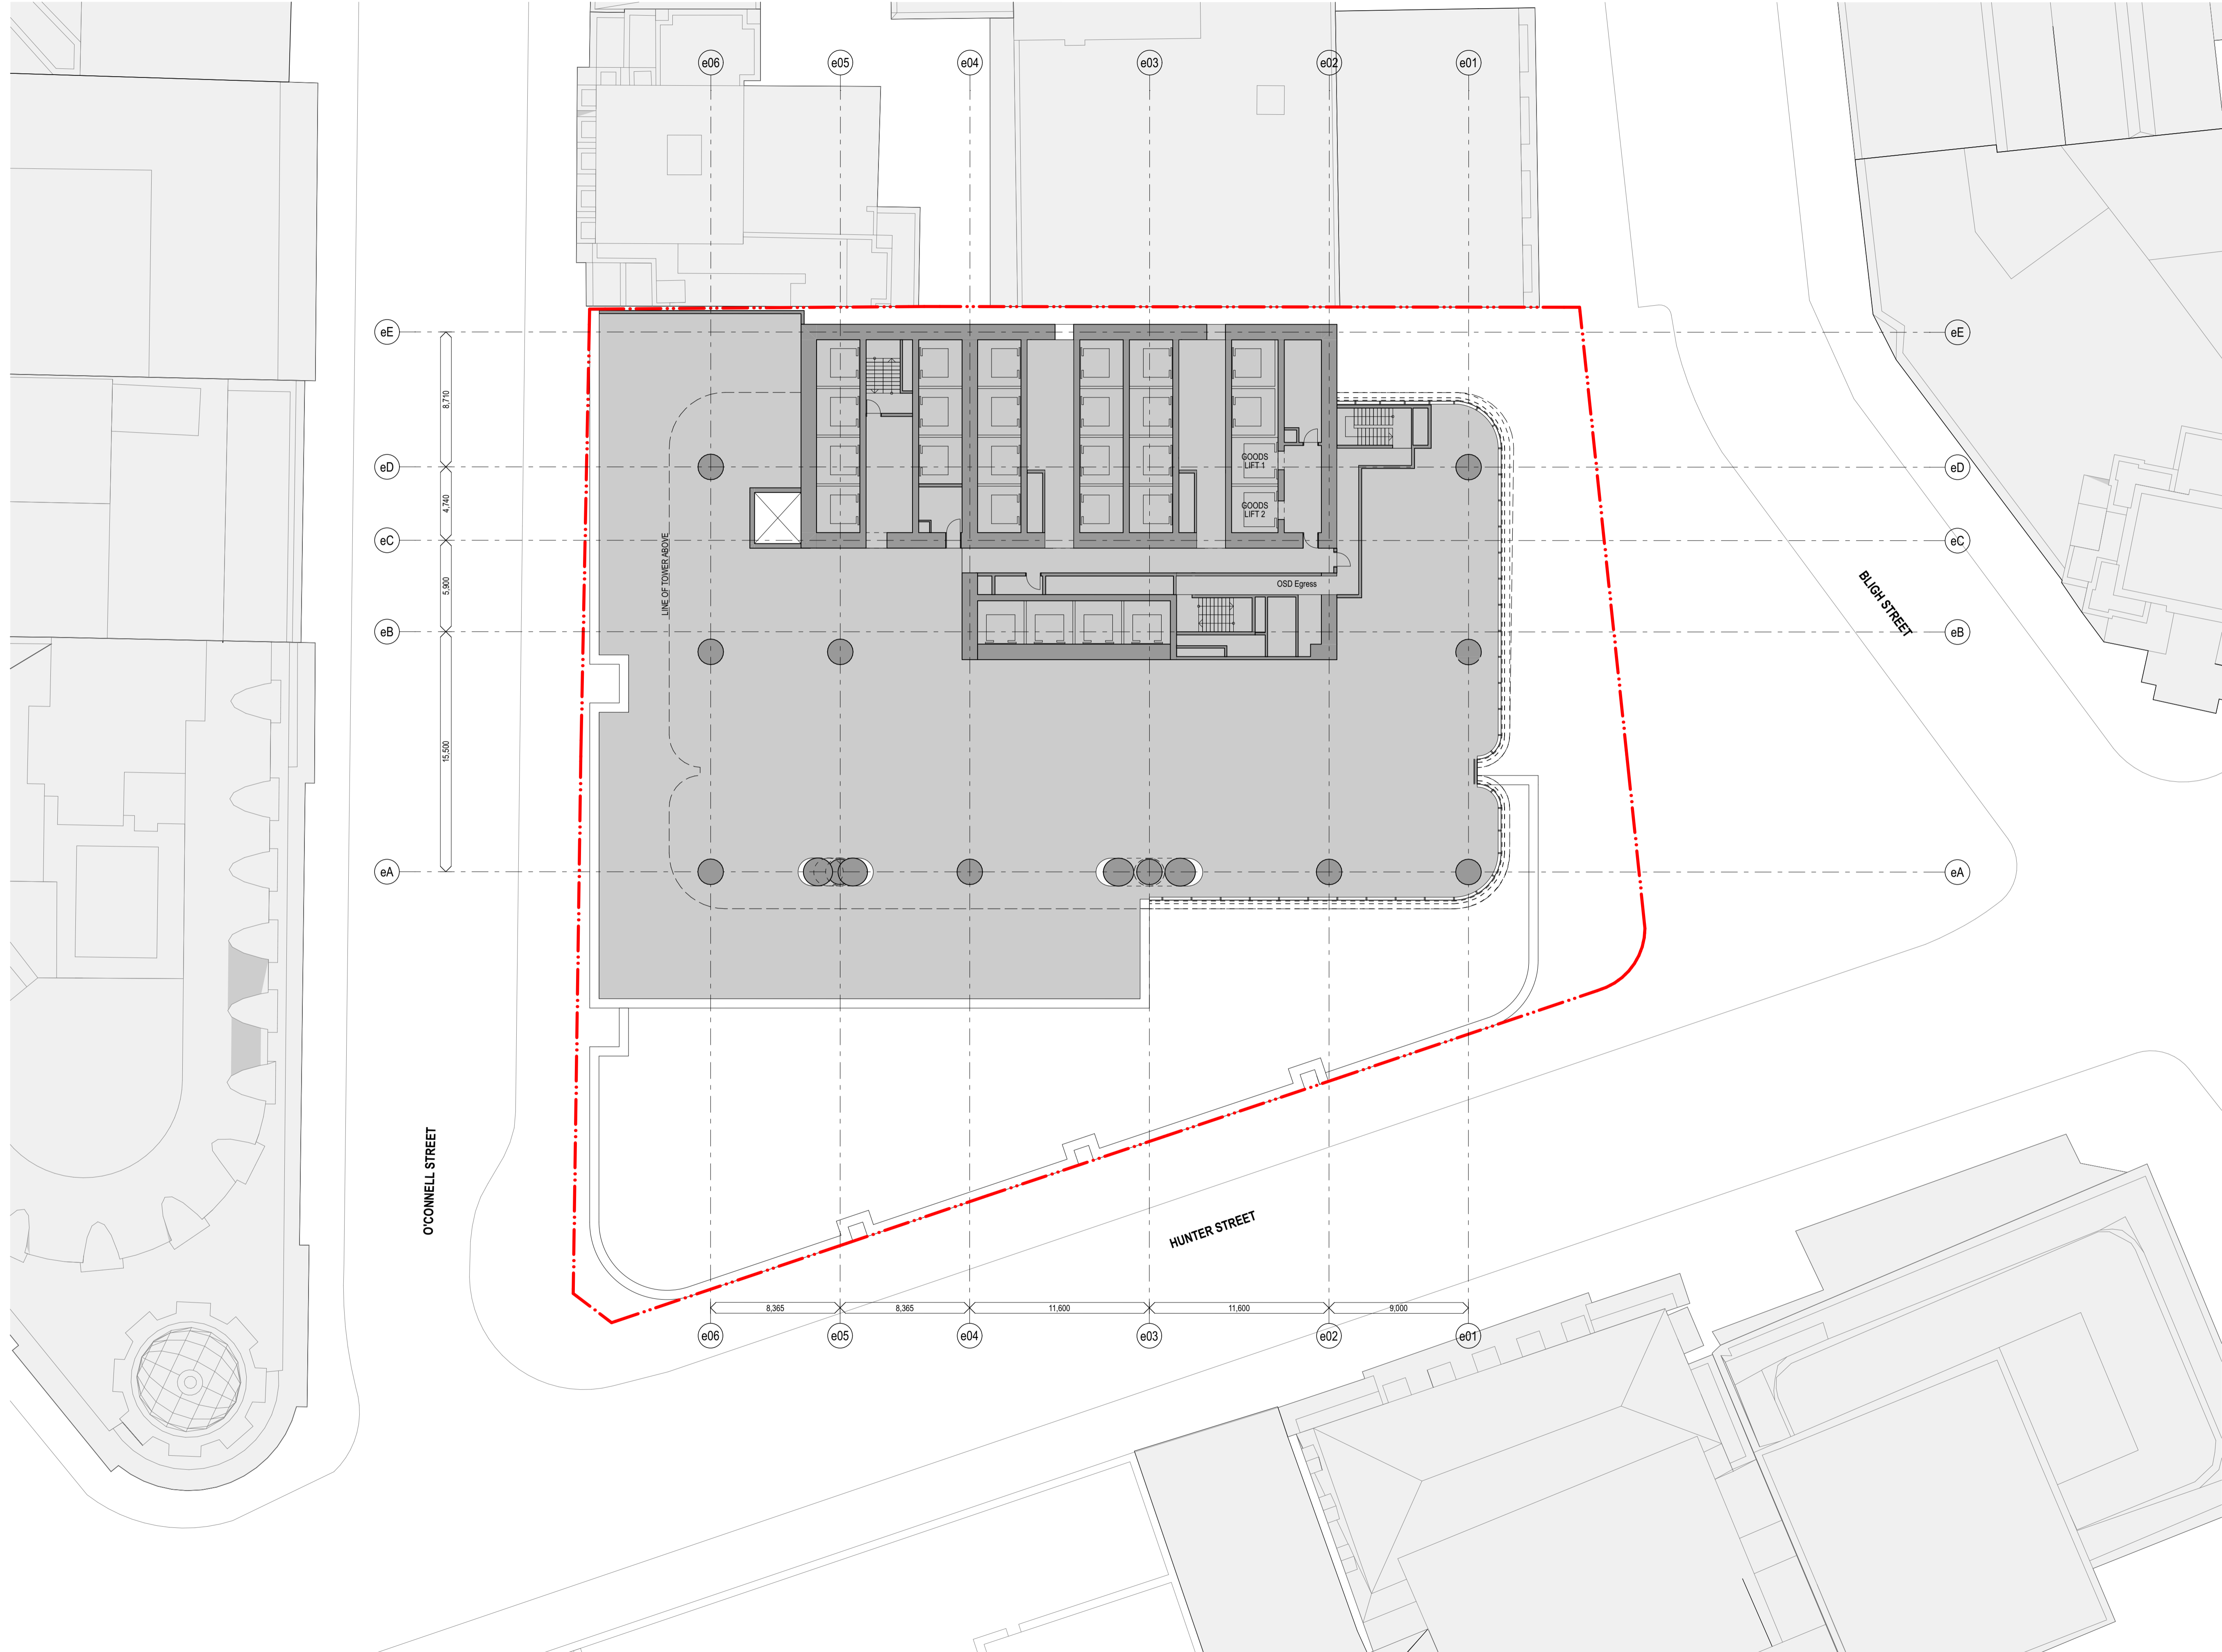 e06 e05 e04 e03 e02 e01
eE eE
8,710
GOODS
LIFT 1
eD eD
4,740
GOODS
LIFT 2
eC eC
LINE OF TOWER ABOVE
5,900
OSD Egress
BLIGH STREET
eB eB
15,500
eA eA
O'CONNELL STREET
HUNTER STREET
8,365 8,365 11,600 11,600 9,000
e06 e05 e04 e03 e02 e01